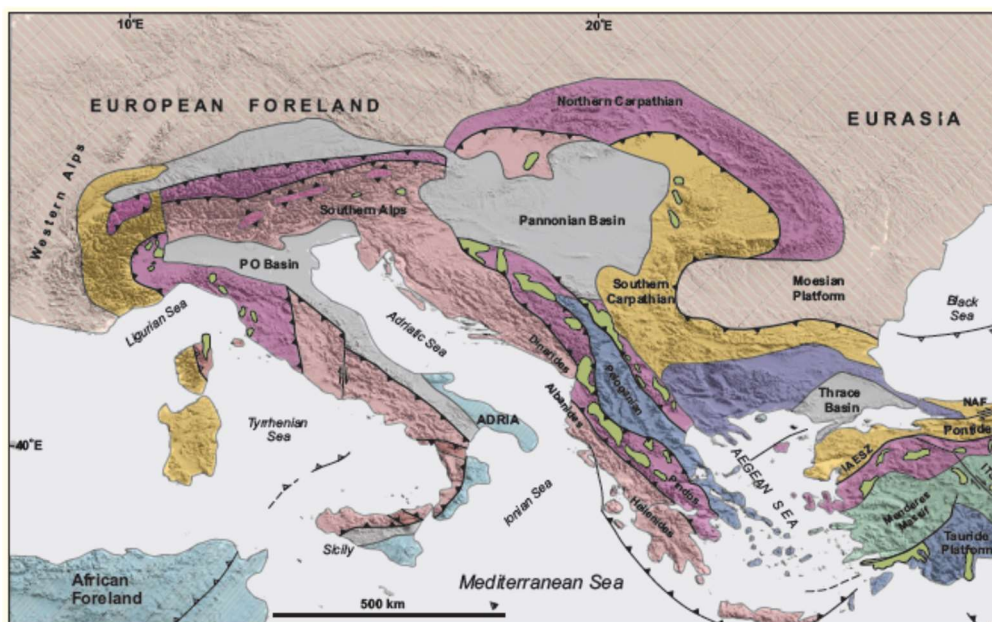 10°E
20°E
EUROPEAN FORELAND
Northern Carpathian
EURASIA
Western Alps
Southern Alps
Pannonian Basin
PO Basin
Southern
Carpathian
Moesian
Platform
Ligurian Sea
Adriatic Sea
Black
Sea
Dinarides
Pelagonian
Albanides
Thrace
Basin
NAF
Pontide
ADRIA
Tyrrhenian
Sea
40°E
IAESZ
AEGEAN SEA
Pindos
Ionian Sea
Hellenides
Menderes
Massif
Tauride
Platform
Sicily
African
Foreland
Mediterranean Sea
500 km